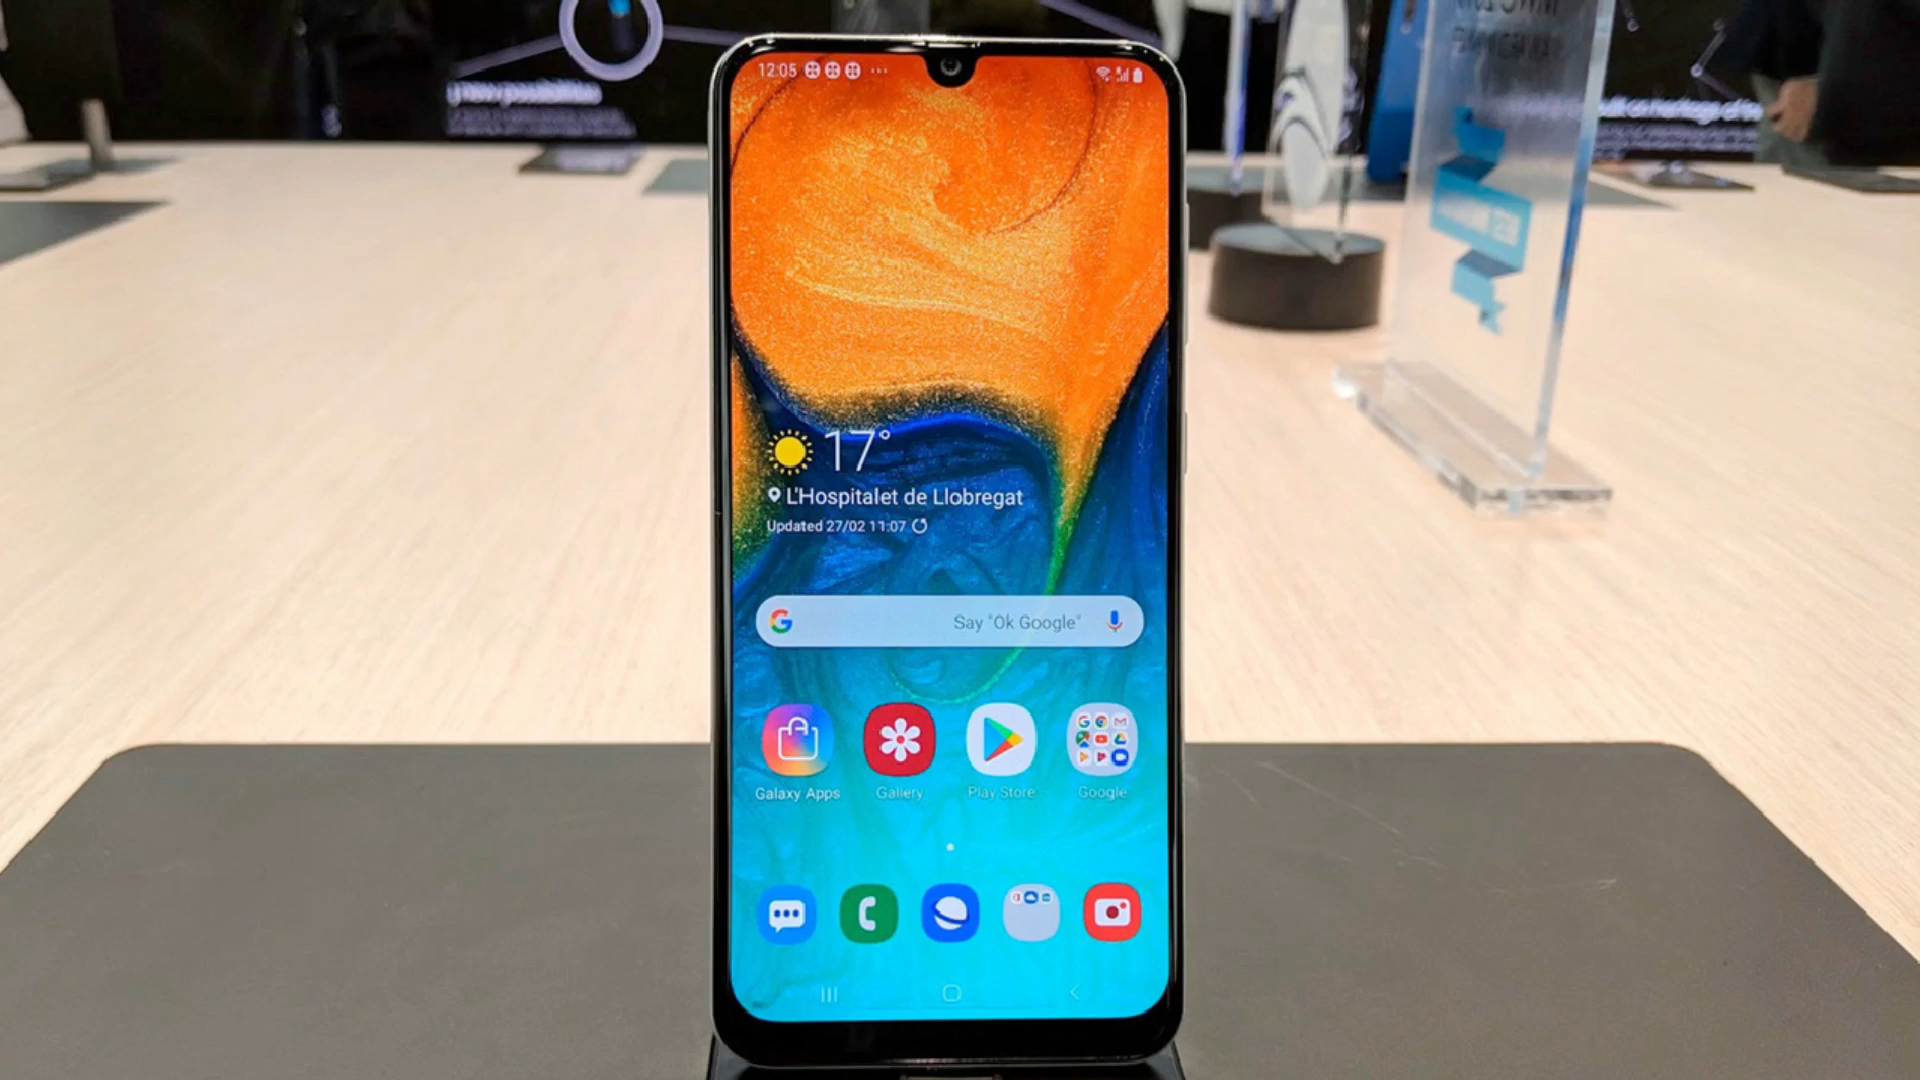 12:05
17°
L'Hospitalet de Llobregat
Updated 27/02 11:07
G Say "Ok Google"
Galaxy Apps Gallery Play Store Google